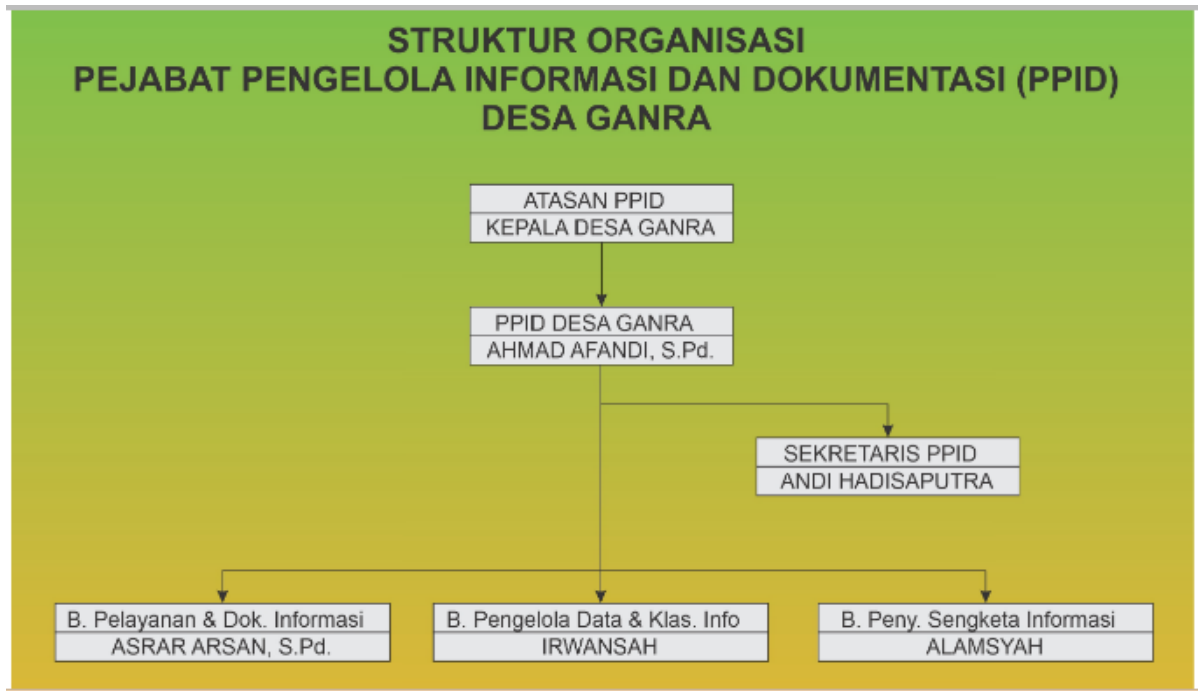 STRUKTUR ORGANISASI
PEJABAT PENGELOLA INFORMASI DAN DOKUMENTASI (PPID)
DESA GANRA
ATASAN PPID
KEPALA DESA GANRA
PPID DESA GANRA
AHMAD AFANDI, S.Pd.
SEKRETARIS PPID
ANDI HADISAPUTRA
B. Pelayanan & Dok. Informasi
ASRAR ARSAN, S.Pd.
B. Pengelola Data & Klas. Info
IRWANSAH
B. Peny. Sengketa Informasi
ALAMSYAH